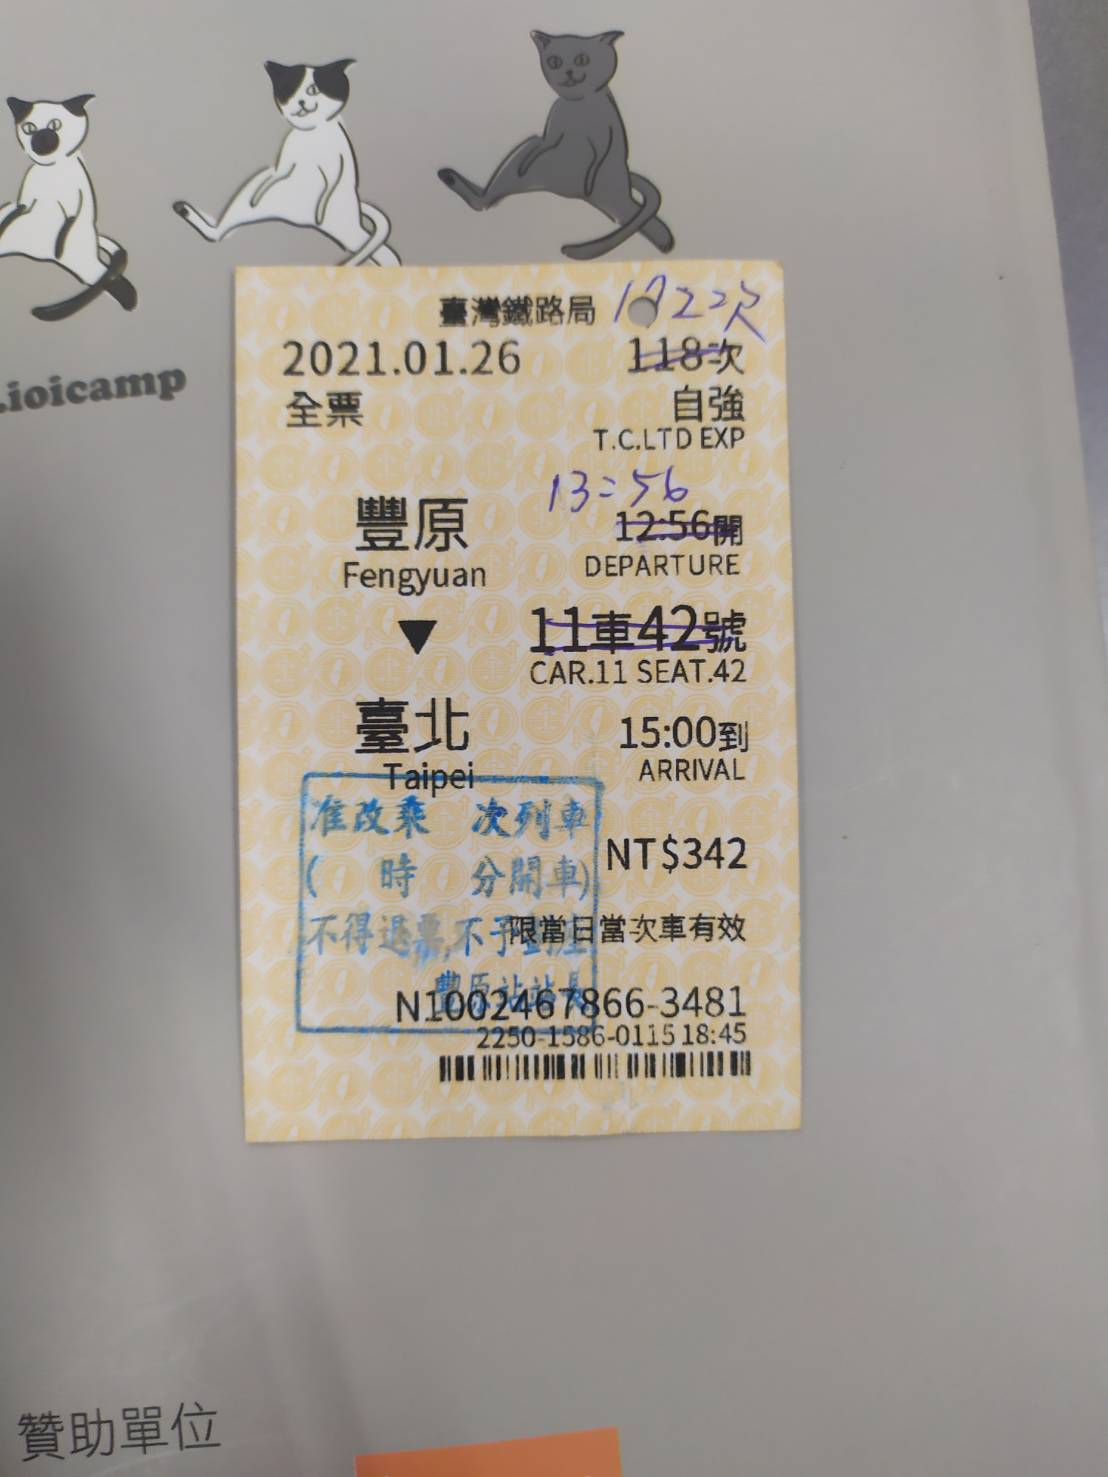 .ioicamp
臺灣鐵路局
122次
2021.01.26
118次
全票
自強
T.C.LTD EXP
13:56
豐原
12:56開
Fengyuan
DEPARTURE
11車42號
CAR.11 SEAT.42
臺北
15:00到
Taipei
ARRIVAL
准改乘 次列車
NT$342
( 時 分開車)
不得退票,不予劃座
限當日當次車有效
豐原站站長
N1002467866-3481
2250-1586-0115 18:45
贊助單位